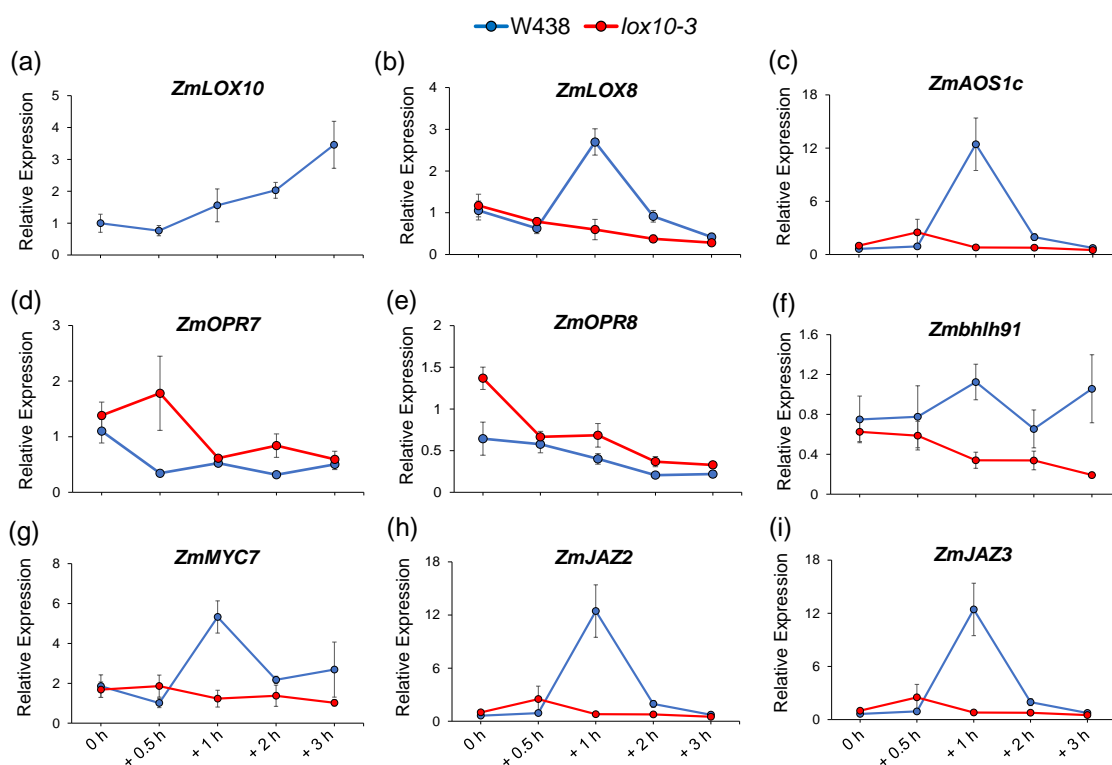 W438 lox10-3
(a) ZmLOX10
Relative Expression
5
4
3
2
1
0
(b) ZmLOX8
Relative Expression
4
3
2
1
0
(c) ZmAOS1c
Relative Expression
18
12
6
0
(d) ZmOPR7
Relative Expression
3
2
1
0
(e) ZmOPR8
Relative Expression
2
1.5
1
0.5
0
(f) Zmbhlh91
Relative Expression
1.6
1.2
0.8
0.4
0
(g) ZmMYC7
Relative Expression
8
6
4
2
0
0 h + 0.5 h + 1 h + 2 h + 3 h
(h) ZmJAZ2
Relative Expression
18
12
6
0
0 h + 0.5 h + 1 h + 2 h + 3 h
(i) ZmJAZ3
Relative Expression
18
12
6
0
0 h + 0.5 h + 1 h + 2 h + 3 h